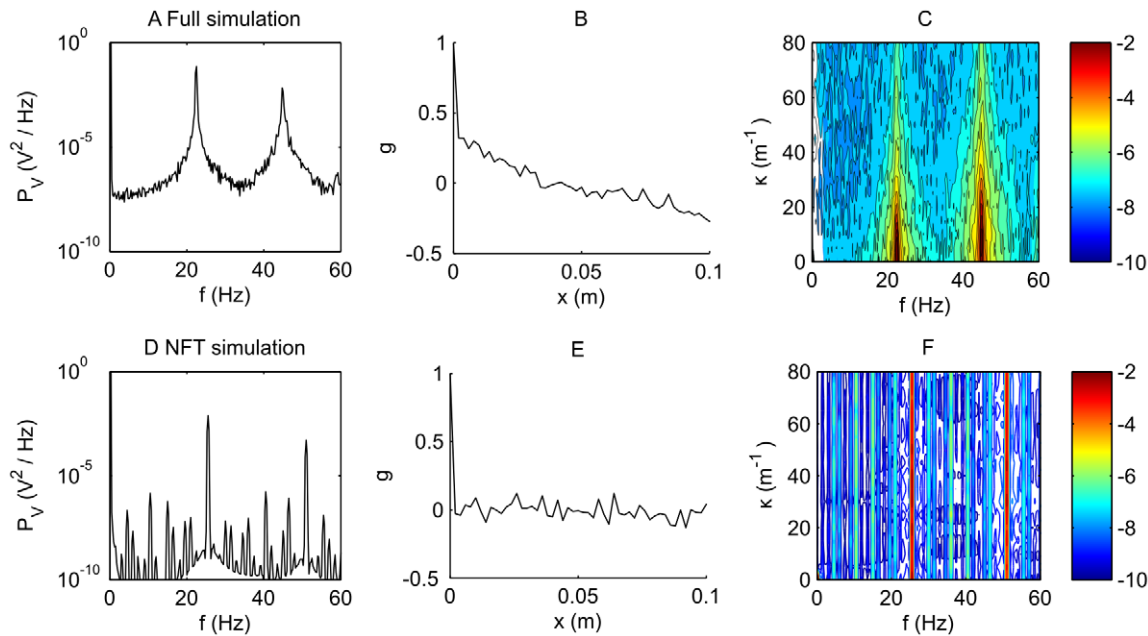 A Full simulation
B
C
10^0
10^-5
10^-10
P_V (V^2 / Hz)
0 20 40 60
f (Hz)
1
0.5
0
-0.5
g
0 0.05 0.1
x (m)
80
60
40
20
0
κ (m^-1)
0 20 40 60
f (Hz)
-2
-4
-6
-8
-10
D NFT simulation
E
F
10^0
10^-5
10^-10
P_V (V^2 / Hz)
0 20 40 60
f (Hz)
1
0.5
0
-0.5
g
0 0.05 0.1
x (m)
80
60
40
20
0
κ (m^-1)
0 20 40 60
f (Hz)
-2
-4
-6
-8
-10